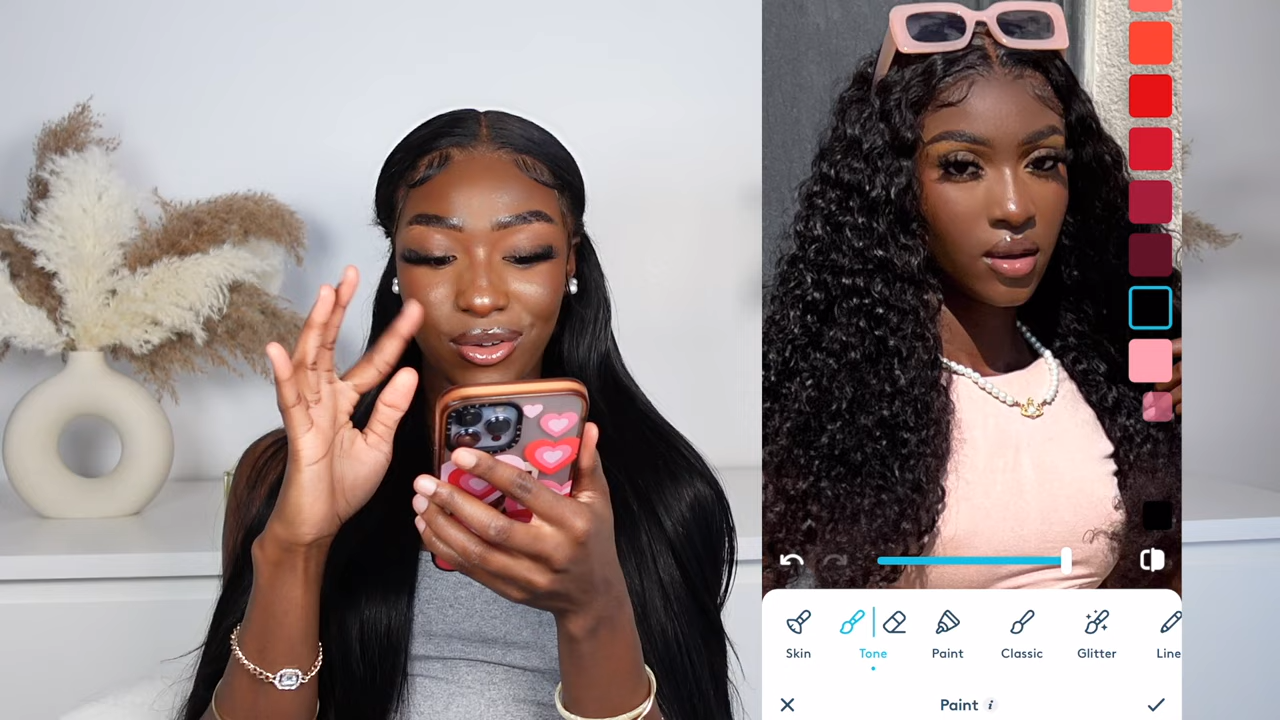 Skin
Tone
Paint
Classic
Glitter
Line
Paint i